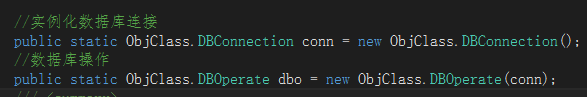 //实例化数据库连接
public static ObjClass.DBConnection conn = new ObjClass.DBConnection();
//数据库操作
public static ObjClass.DBOperate dbo = new ObjClass.DBOperate(conn);